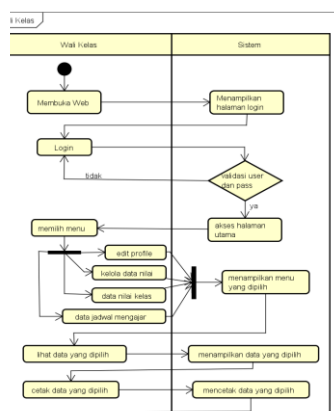 i Kelas
Wali Kelas
Sistem
Membuka Web
Menampilkan
halaman login
Login
validasi user
dan pass
tidak
ya
memilih menu
akses halaman
utama
edit profile
kelola data nilai
menampilkan menu
yang dipilih
data nilai kelas
data jadwal mengajar
lihat data yang dipilih
menampilkan data yang dipilih
cetak data yang dipilih
mencetak data yang dipilih